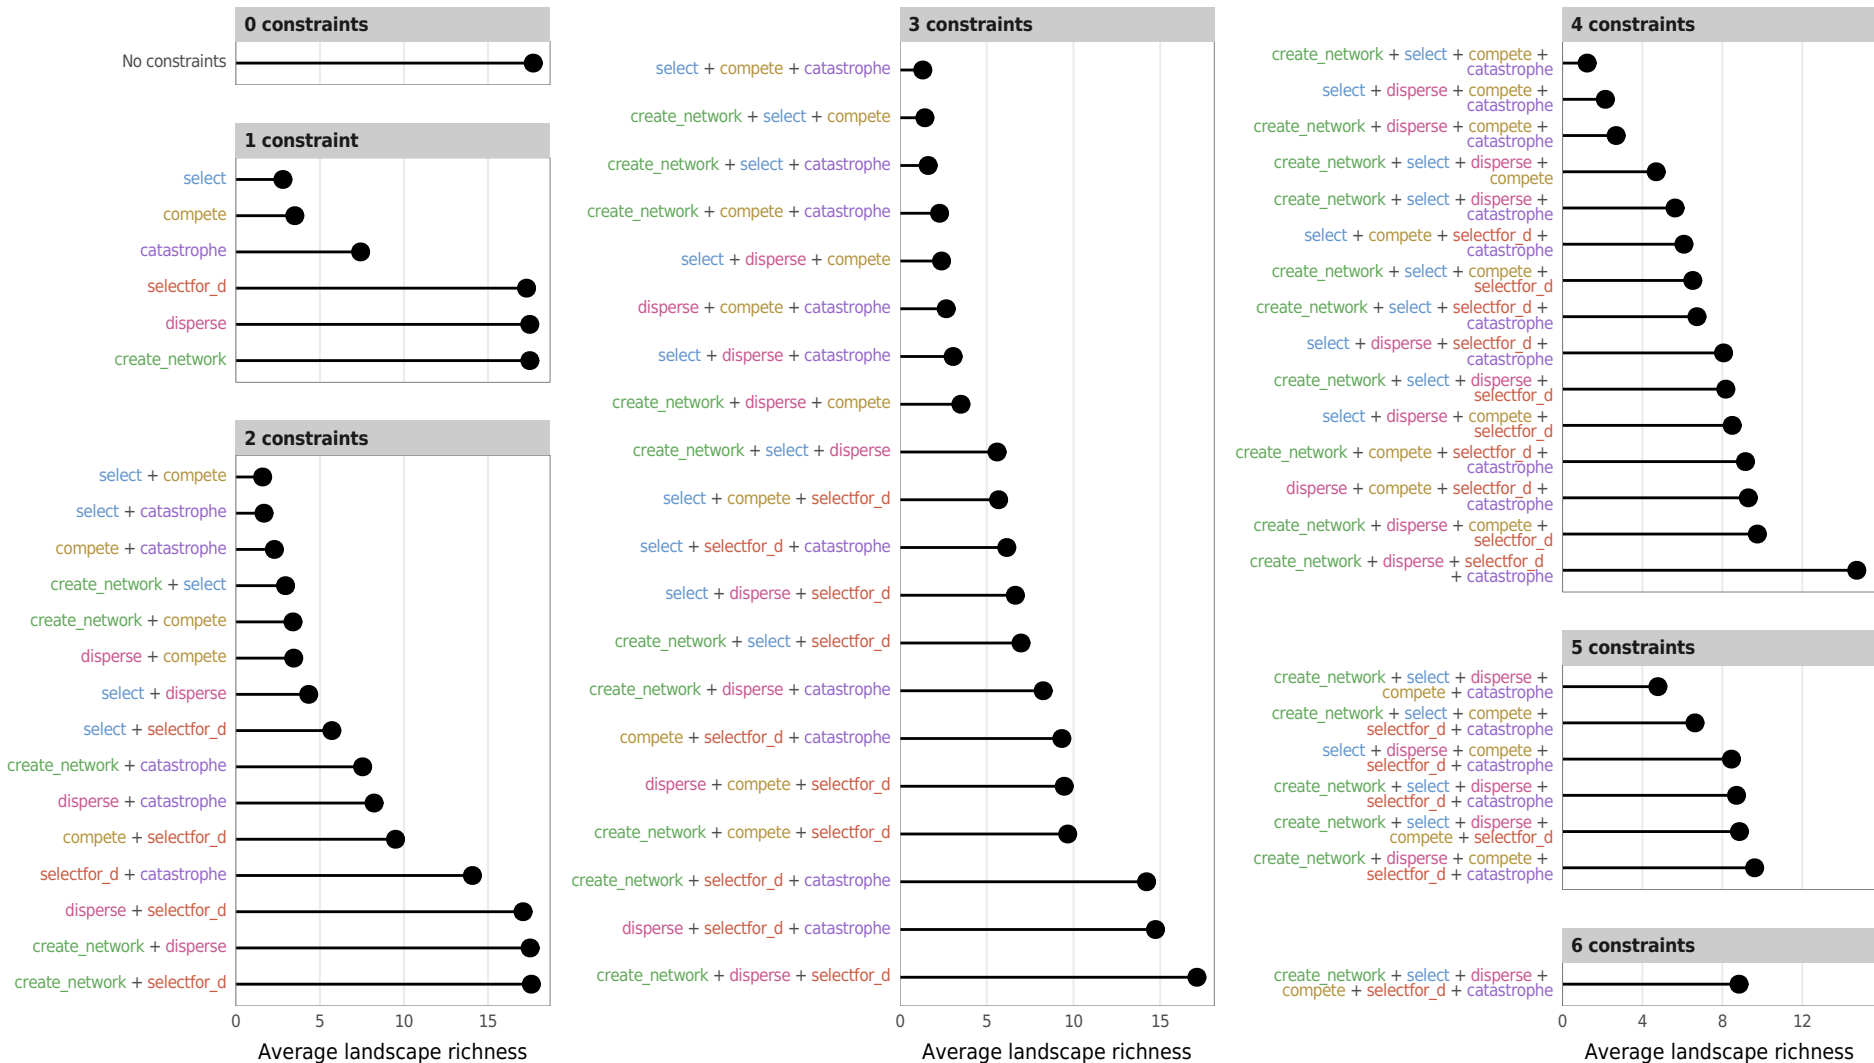 0 constraints
No constraints
1 constraint
select
compete
catastrophe
selectfor_d
disperse
create_network
2 constraints
select + compete
select + catastrophe
compete + catastrophe
create_network + select
create_network + compete
disperse + compete
select + disperse
select + selectfor_d
create_network + catastrophe
disperse + catastrophe
compete + selectfor_d
selectfor_d + catastrophe
disperse + selectfor_d
create_network + disperse
create_network + selectfor_d
0 5 10 15
Average landscape richness
3 constraints
select + compete + catastrophe
create_network + select + compete
create_network + select + catastrophe
create_network + compete + catastrophe
select + disperse + compete
disperse + compete + catastrophe
select + disperse + catastrophe
create_network + disperse + compete
create_network + select + disperse
select + compete + selectfor_d
select + selectfor_d + catastrophe
select + disperse + selectfor_d
create_network + select + selectfor_d
create_network + disperse + catastrophe
compete + selectfor_d + catastrophe
disperse + compete + selectfor_d
create_network + compete + selectfor_d
create_network + selectfor_d + catastrophe
disperse + selectfor_d + catastrophe
create_network + disperse + selectfor_d
0 5 10 15
Average landscape richness
4 constraints
create_network + select + compete +
catastrophe
select + disperse + compete +
catastrophe
create_network + disperse + compete +
catastrophe
create_network + select + disperse +
compete
create_network + select + disperse +
catastrophe
select + compete + selectfor_d +
catastrophe
create_network + select + compete +
selectfor_d
create_network + select + selectfor_d +
catastrophe
select + disperse + selectfor_d +
catastrophe
create_network + select + disperse +
selectfor_d
select + disperse + compete +
selectfor_d
create_network + compete + selectfor_d +
catastrophe
disperse + compete + selectfor_d +
catastrophe
create_network + disperse + compete +
selectfor_d
create_network + disperse + selectfor_d
+ catastrophe
5 constraints
create_network + select + disperse +
compete + catastrophe
create_network + select + compete +
selectfor_d + catastrophe
select + disperse + compete +
selectfor_d + catastrophe
create_network + select + disperse +
selectfor_d + catastrophe
create_network + select + disperse +
compete + selectfor_d
create_network + disperse + compete +
selectfor_d + catastrophe
6 constraints
create_network + select + disperse +
compete + selectfor_d + catastrophe
0 4 8 12
Average landscape richness